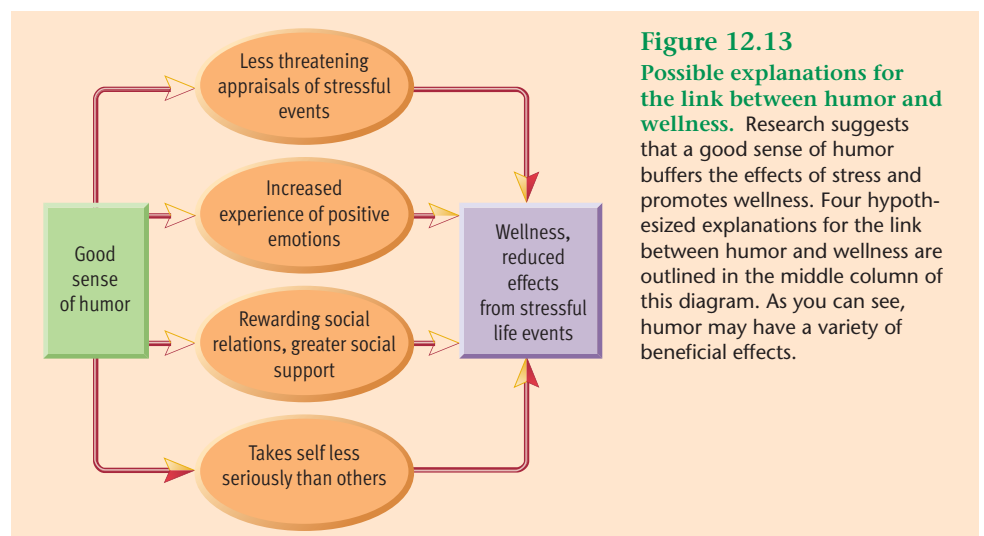 Good
sense
of humor
Less threatening
appraisals of stressful
events
Increased
experience of positive
emotions
Rewarding social
relations, greater social
support
Takes self less
seriously than others
Wellness,
reduced
effects
from stressful
life events
Figure 12.13
Possible explanations for
the link between humor and
wellness. Research suggests
that a good sense of humor
buffers the effects of stress and
promotes wellness. Four hypoth-
esized explanations for the link
between humor and wellness are
outlined in the middle column of
this diagram. As you can see,
humor may have a variety of
beneficial effects.